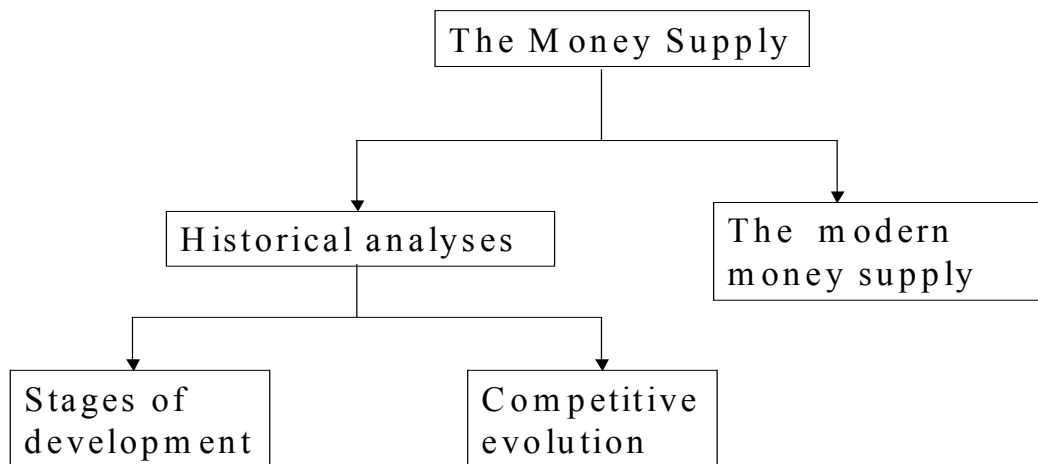 The Money Supply
Historical analyses
The modern
money supply
Stages of
development
Competitive
evolution